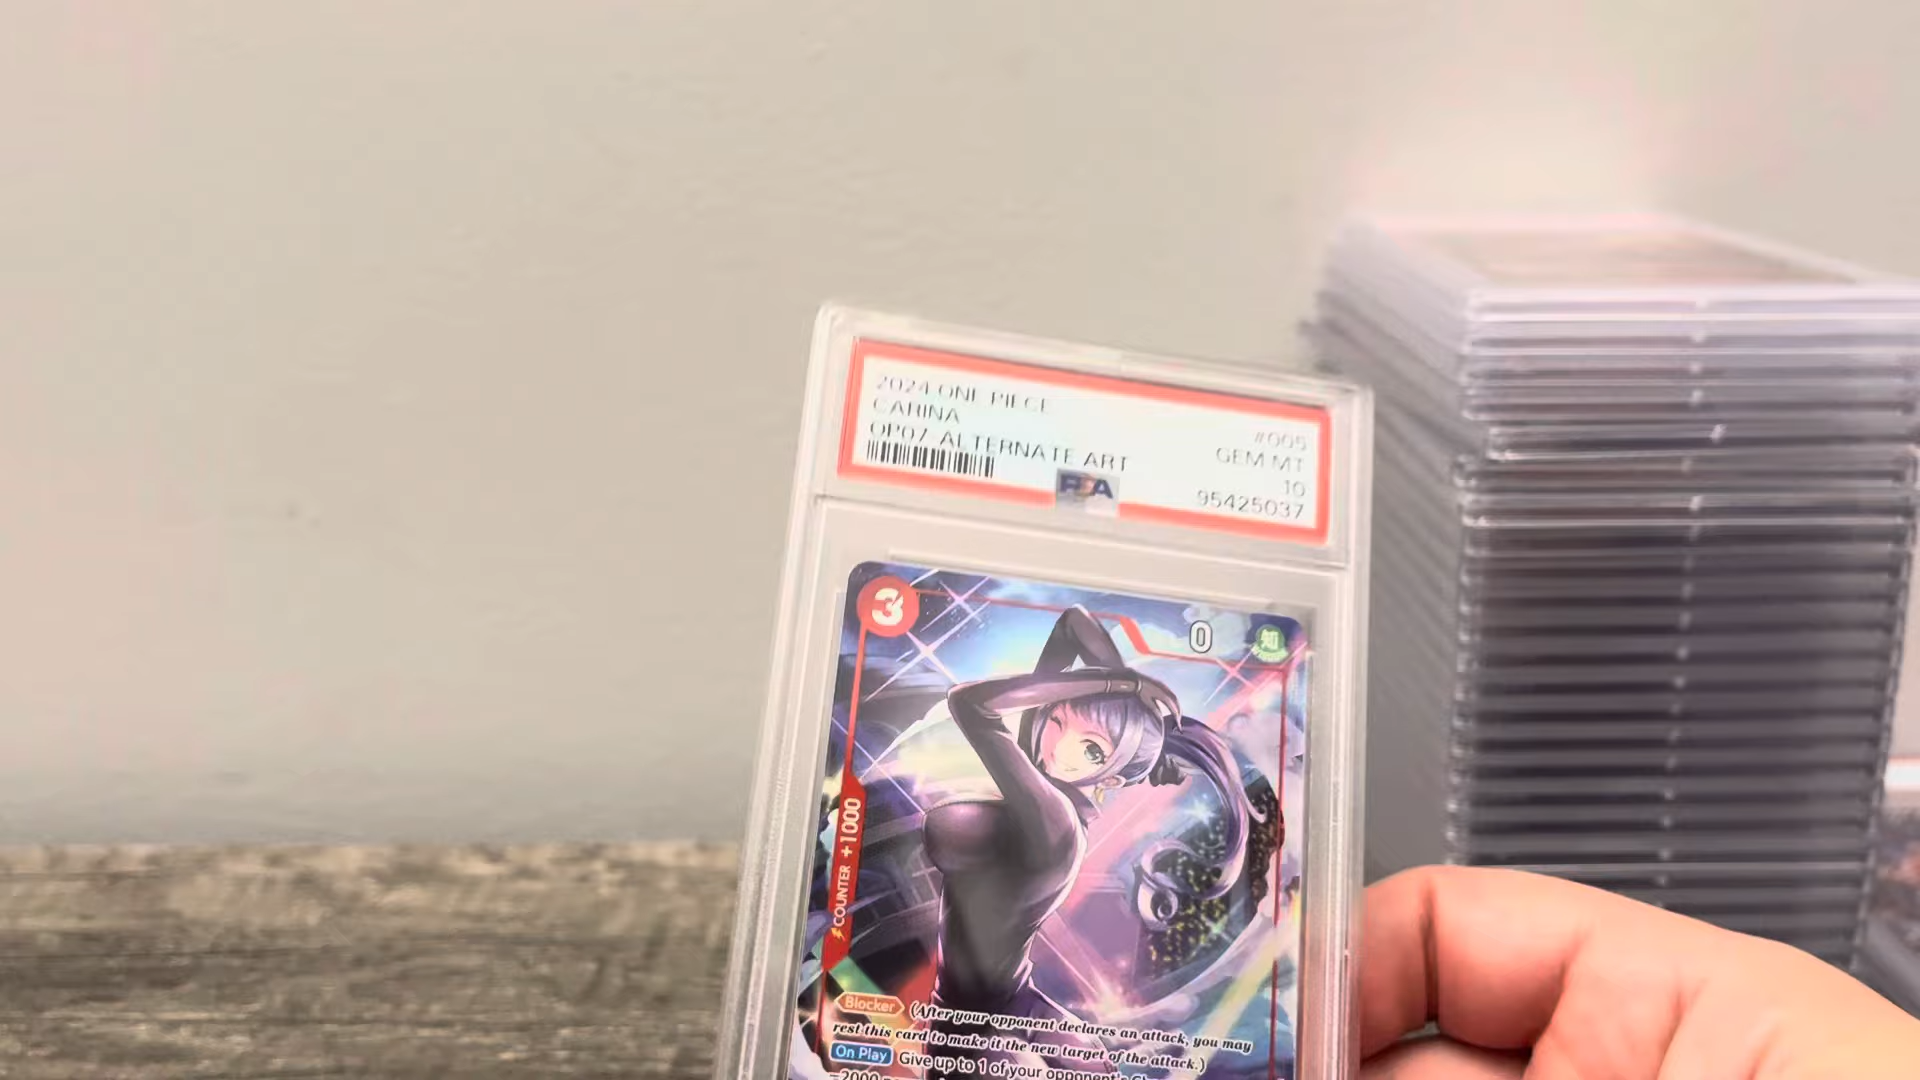 2024 ONE PIECE
CARINA
OP07 ALTERNATE ART
#005
GEM MT
10
95425037
PSA
3
0
知
COUNTER +1000
Blocker (After your opponent declares an attack, you may
rest this card to make it the new target of the attack.)
On Play Give up to 1 of your opponent's
−2000